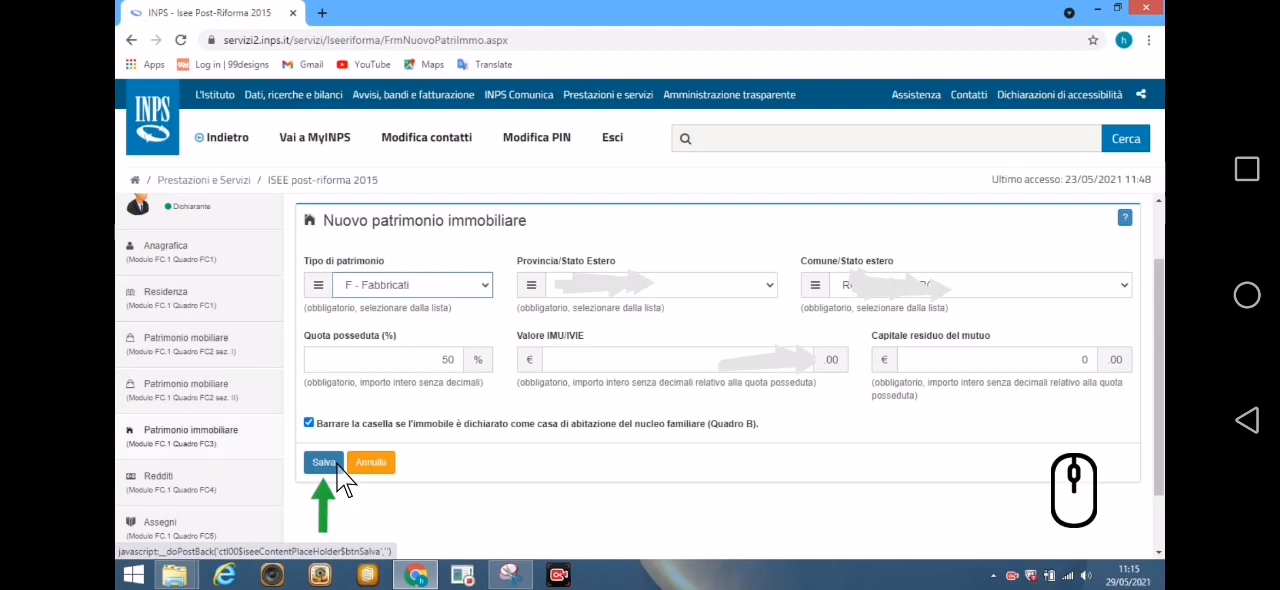 INPS - Isee Post-Riforma 2015
servizi2.inps.it/servizi/Iseeriforma/FrmNuovoPatriImmo.aspx
h
Apps
99d Log in | 99designs
Gmail
YouTube
Maps
Translate
L'Istituto
Dati, ricerche e bilanci
Avvisi, bandi e fatturazione
INPS Comunica
Prestazioni e servizi
Amministrazione trasparente
Assistenza
Contatti
Dichiarazioni di accessibilità
INPS
Indietro
Vai a MyINPS
Modifica contatti
Modifica PIN
Esci
Cerca
/ Prestazioni e Servizi / ISEE post-riforma 2015
Ultimo accesso: 23/05/2021 11:48
Dichiarante
Anagrafica
(Modulo FC.1 Quadro FC1)
Residenza
(Modulo FC.1 Quadro FC1)
Patrimonio mobiliare
(Modulo FC.1 Quadro FC2 sez. I)
Patrimonio mobiliare
(Modulo FC.1 Quadro FC2 sez. II)
Patrimonio immobiliare
(Modulo FC.1 Quadro FC3)
Redditi
(Modulo FC.1 Quadro FC4)
Assegni
(Modulo FC.1 Quadro FC5)
Nuovo patrimonio immobiliare
?
Tipo di patrimonio
Provincia/Stato Estero
Comune/Stato estero
F - Fabbricati
(obbligatorio, selezionare dalla lista)
(obbligatorio, selezionare dalla lista)
(obbligatorio, selezionare dalla lista)
Quota posseduta (%)
Valore IMU/IVIE
Capitale residuo del mutuo
50 %
€ .00
€ 0 .00
(obbligatorio, importo intero senza decimali)
(obbligatorio, importo intero senza decimali relativo alla quota posseduta)
(obbligatorio, importo intero senza decimali relativo alla quota
posseduta)
Barrare la casella se l'immobile è dichiarato come casa di abitazione del nucleo familiare (Quadro B).
Salva
Annulla
javascript:__doPostBack('ctl00$iseeContentPlaceHolder$btnSalva','')
11:15
29/05/2021